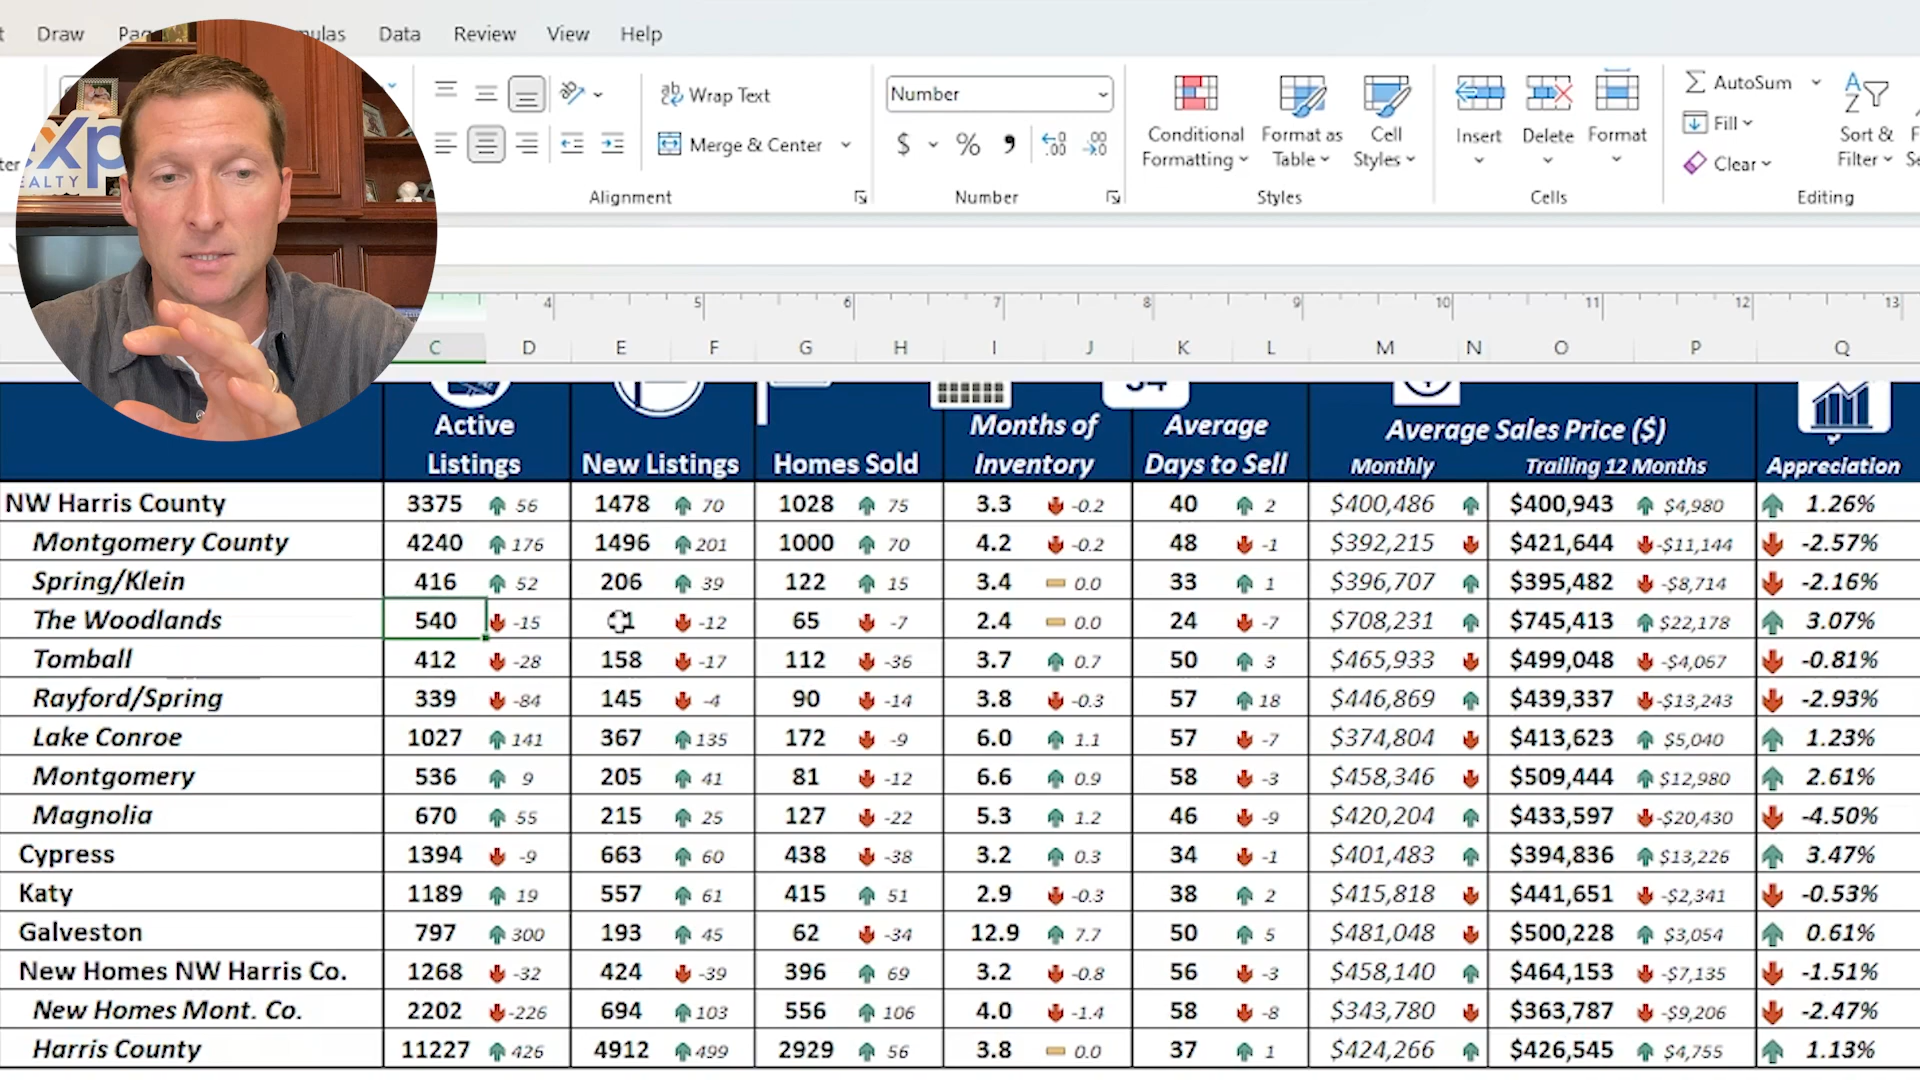 Draw Data Review View Help
Wrap Text Number AutoSum
Merge & Center $ % Conditional Formatting Format as Table Cell Styles Insert Delete Format Fill Sort & Filter
Clear
Alignment Number Styles Cells Editing
exp
EALTY
4 5 6 7 8 9 10 11 12 13
C D E F G H I J K L M N O P Q
Active Listings New Listings Homes Sold Months of Inventory Average Days to Sell Average Sales Price ($) Monthly Trailing 12 Months Appreciation
NW Harris County 3375 56 1478 70 1028 75 3.3 -0.2 40 2 $400,486 $400,943 $4,980 1.26%
Montgomery County 4240 176 1496 201 1000 70 4.2 -0.2 48 -1 $392,215 $421,644 -$11,144 -2.57%
Spring/Klein 416 52 206 39 122 15 3.4 0.0 33 1 $396,707 $395,482 -$8,714 -2.16%
The Woodlands 540 -15 -12 65 -7 2.4 0.0 24 -7 $708,231 $745,413 $22,178 3.07%
Tomball 412 -28 158 -17 112 -36 3.7 0.7 50 3 $465,933 $499,048 -$4,067 -0.81%
Rayford/Spring 339 -84 145 -4 90 -14 3.8 -0.3 57 18 $446,869 $439,337 -$13,243 -2.93%
Lake Conroe 1027 141 367 135 172 -9 6.0 1.1 57 -7 $374,804 $413,623 $5,040 1.23%
Montgomery 536 9 205 41 81 -12 6.6 0.9 58 -3 $458,346 $509,444 $12,980 2.61%
Magnolia 670 55 215 25 127 -22 5.3 1.2 46 -9 $420,204 $433,597 -$20,430 -4.50%
Cypress 1394 -9 663 60 438 -38 3.2 0.3 34 -1 $401,483 $394,836 $13,226 3.47%
Katy 1189 19 557 61 415 51 2.9 -0.3 38 2 $415,818 $441,651 -$2,341 -0.53%
Galveston 797 300 193 45 62 -34 12.9 7.7 50 5 $481,048 $500,228 $3,054 0.61%
New Homes NW Harris Co. 1268 -32 424 -39 396 69 3.2 -0.8 56 -3 $458,140 $464,153 -$7,135 -1.51%
New Homes Mont. Co. 2202 -226 694 103 556 106 4.0 -1.4 58 -8 $343,780 $363,787 -$9,206 -2.47%
Harris County 11227 426 4912 499 2929 56 3.8 0.0 37 1 $424,266 $426,545 $4,755 1.13%